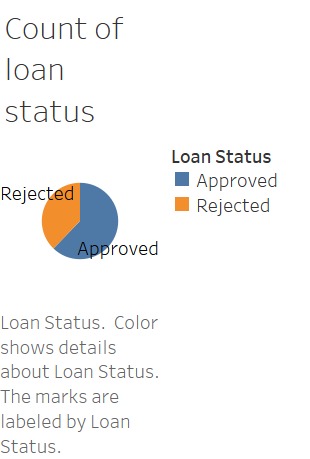 Count of
loan
status
Loan Status
Approved
Rejected
Rejected
Approved
Loan Status.  Color
shows details
about Loan Status.
The marks are
labeled by Loan
Status.